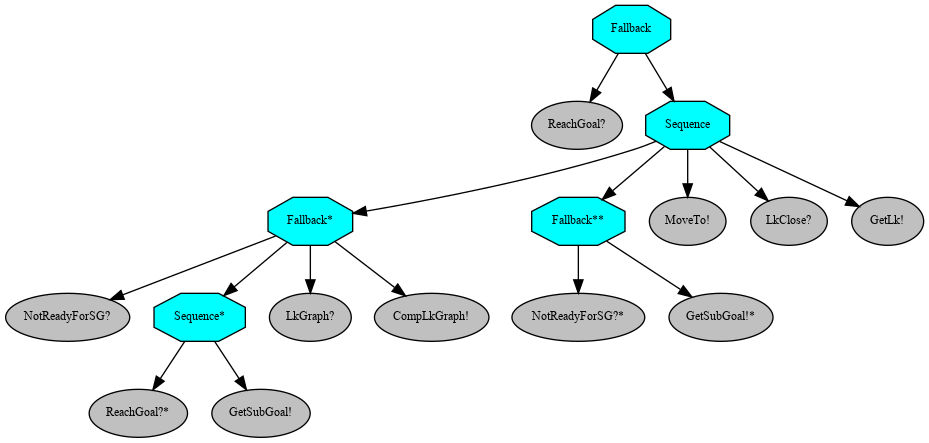 Fallback
ReachGoal?
Sequence
Fallback*
Fallback**
MoveTo!
LkClose?
GetLk!
NotReadyForSG?
Sequence*
LkGraph?
CompLkGraph!
NotReadyForSG?*
GetSubGoal!*
ReachGoal?*
GetSubGoal!